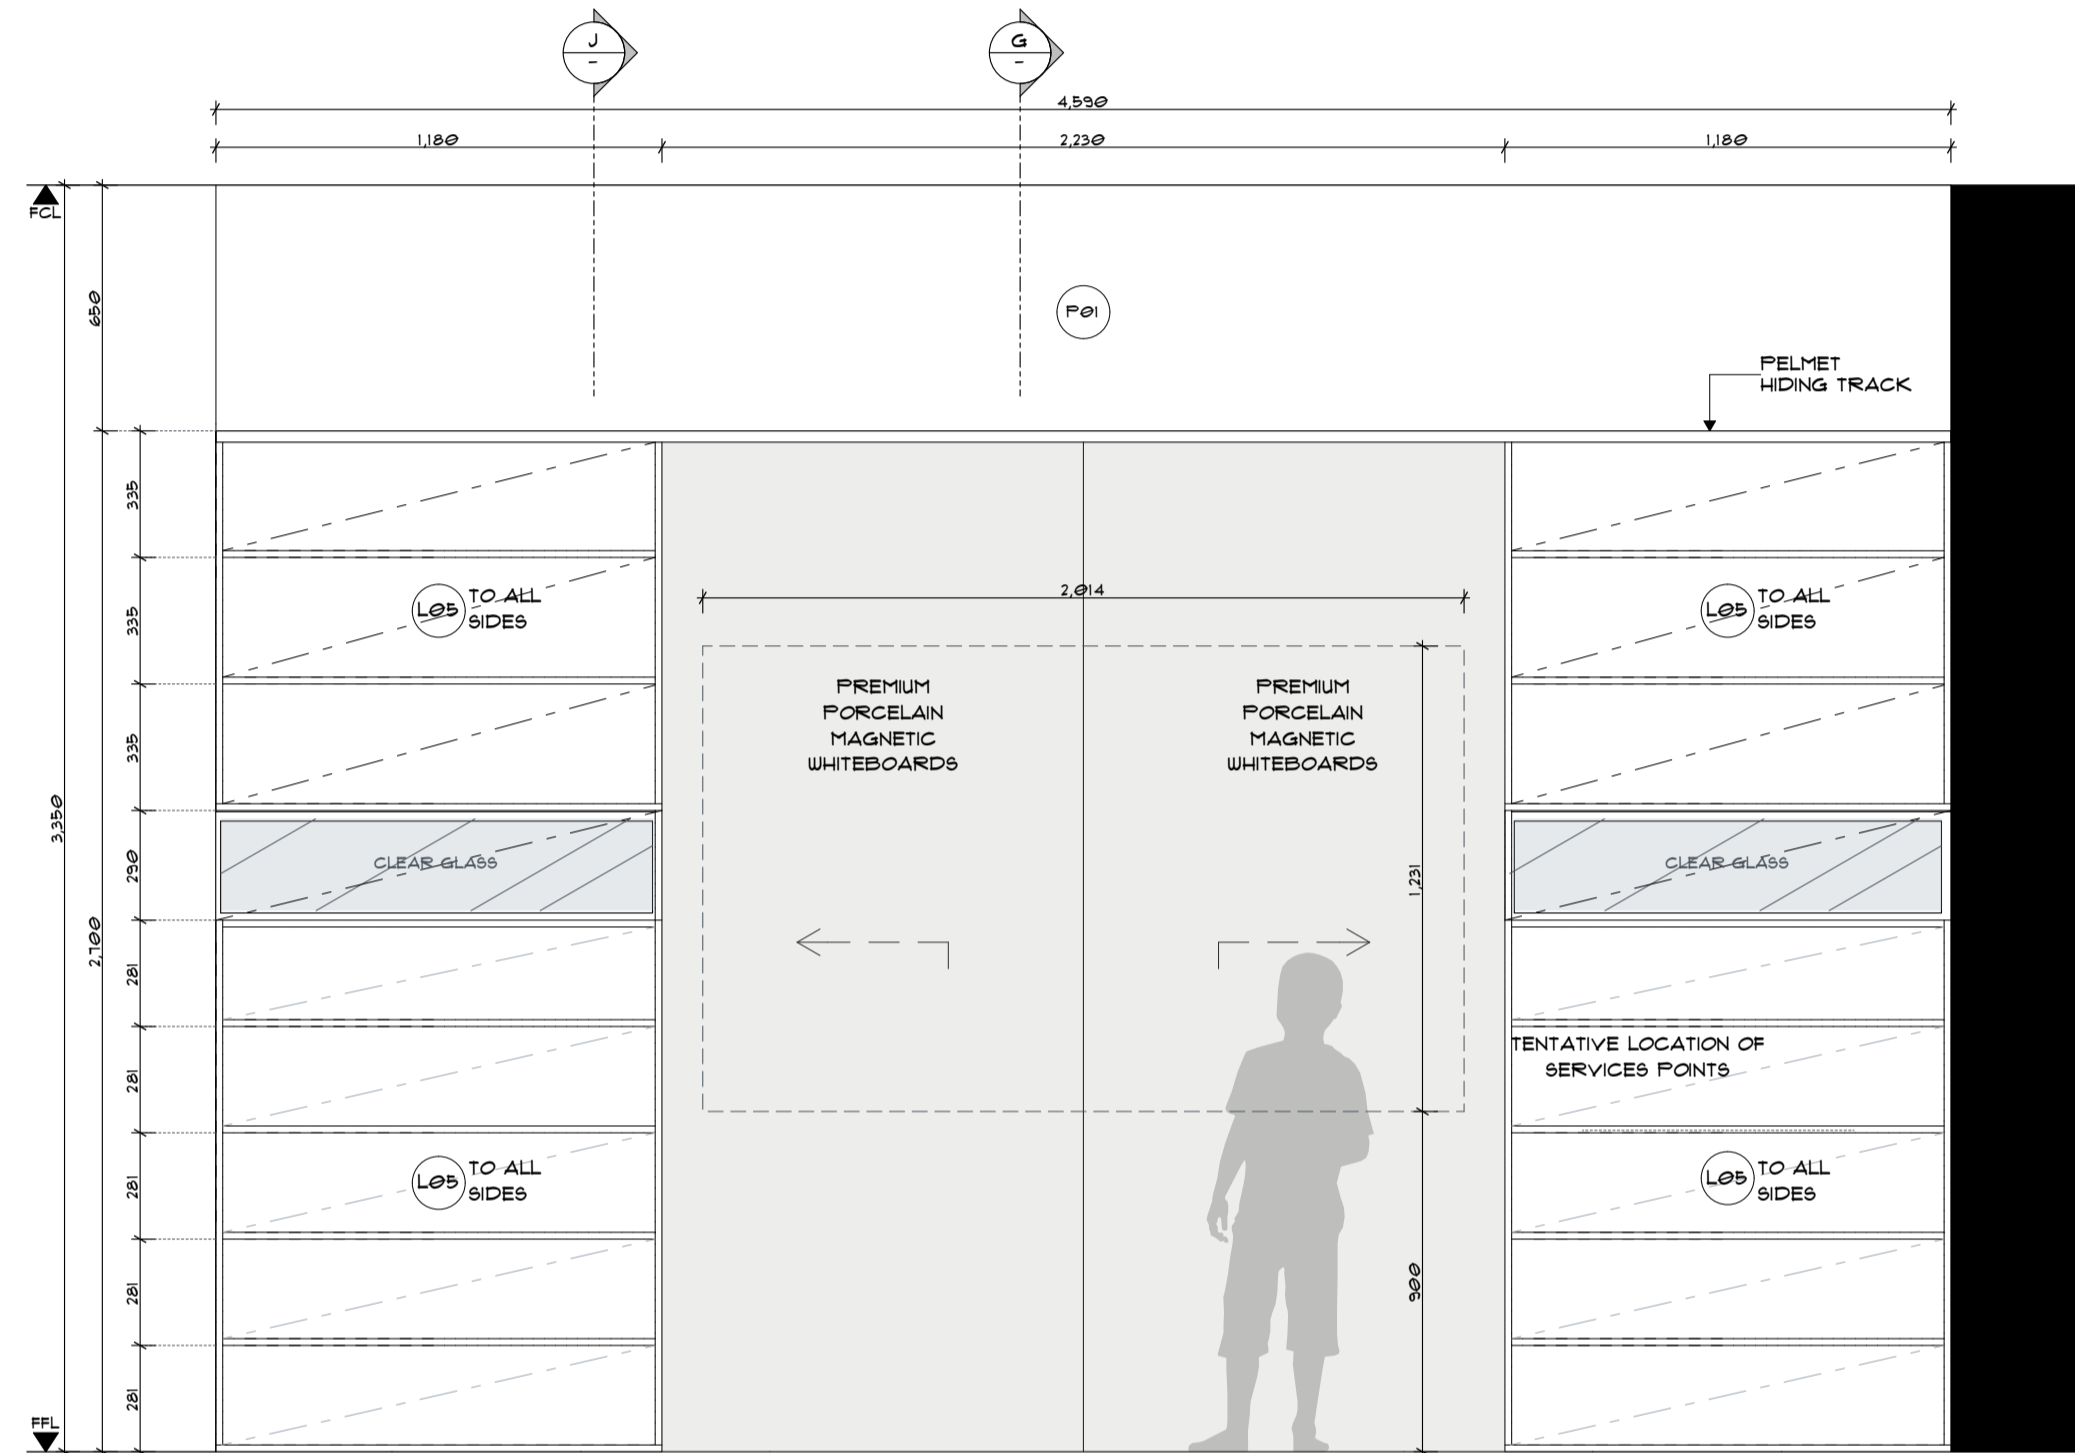 J
-
G
-
4,590
1,180
2,230
1,180
FCL
650
P01
PELMET
HIDING TRACK
335
335
335
290
281
281
281
281
281
3,350
2,700
L05 TO ALL
SIDES
L05 TO ALL
SIDES
2,014
PREMIUM
PORCELAIN
MAGNETIC
WHITEBOARDS
PREMIUM
PORCELAIN
MAGNETIC
WHITEBOARDS
CLEAR GLASS
CLEAR GLASS
1,231
TENTATIVE LOCATION OF
SERVICES POINTS
L05 TO ALL
SIDES
L05 TO ALL
SIDES
900
FFL